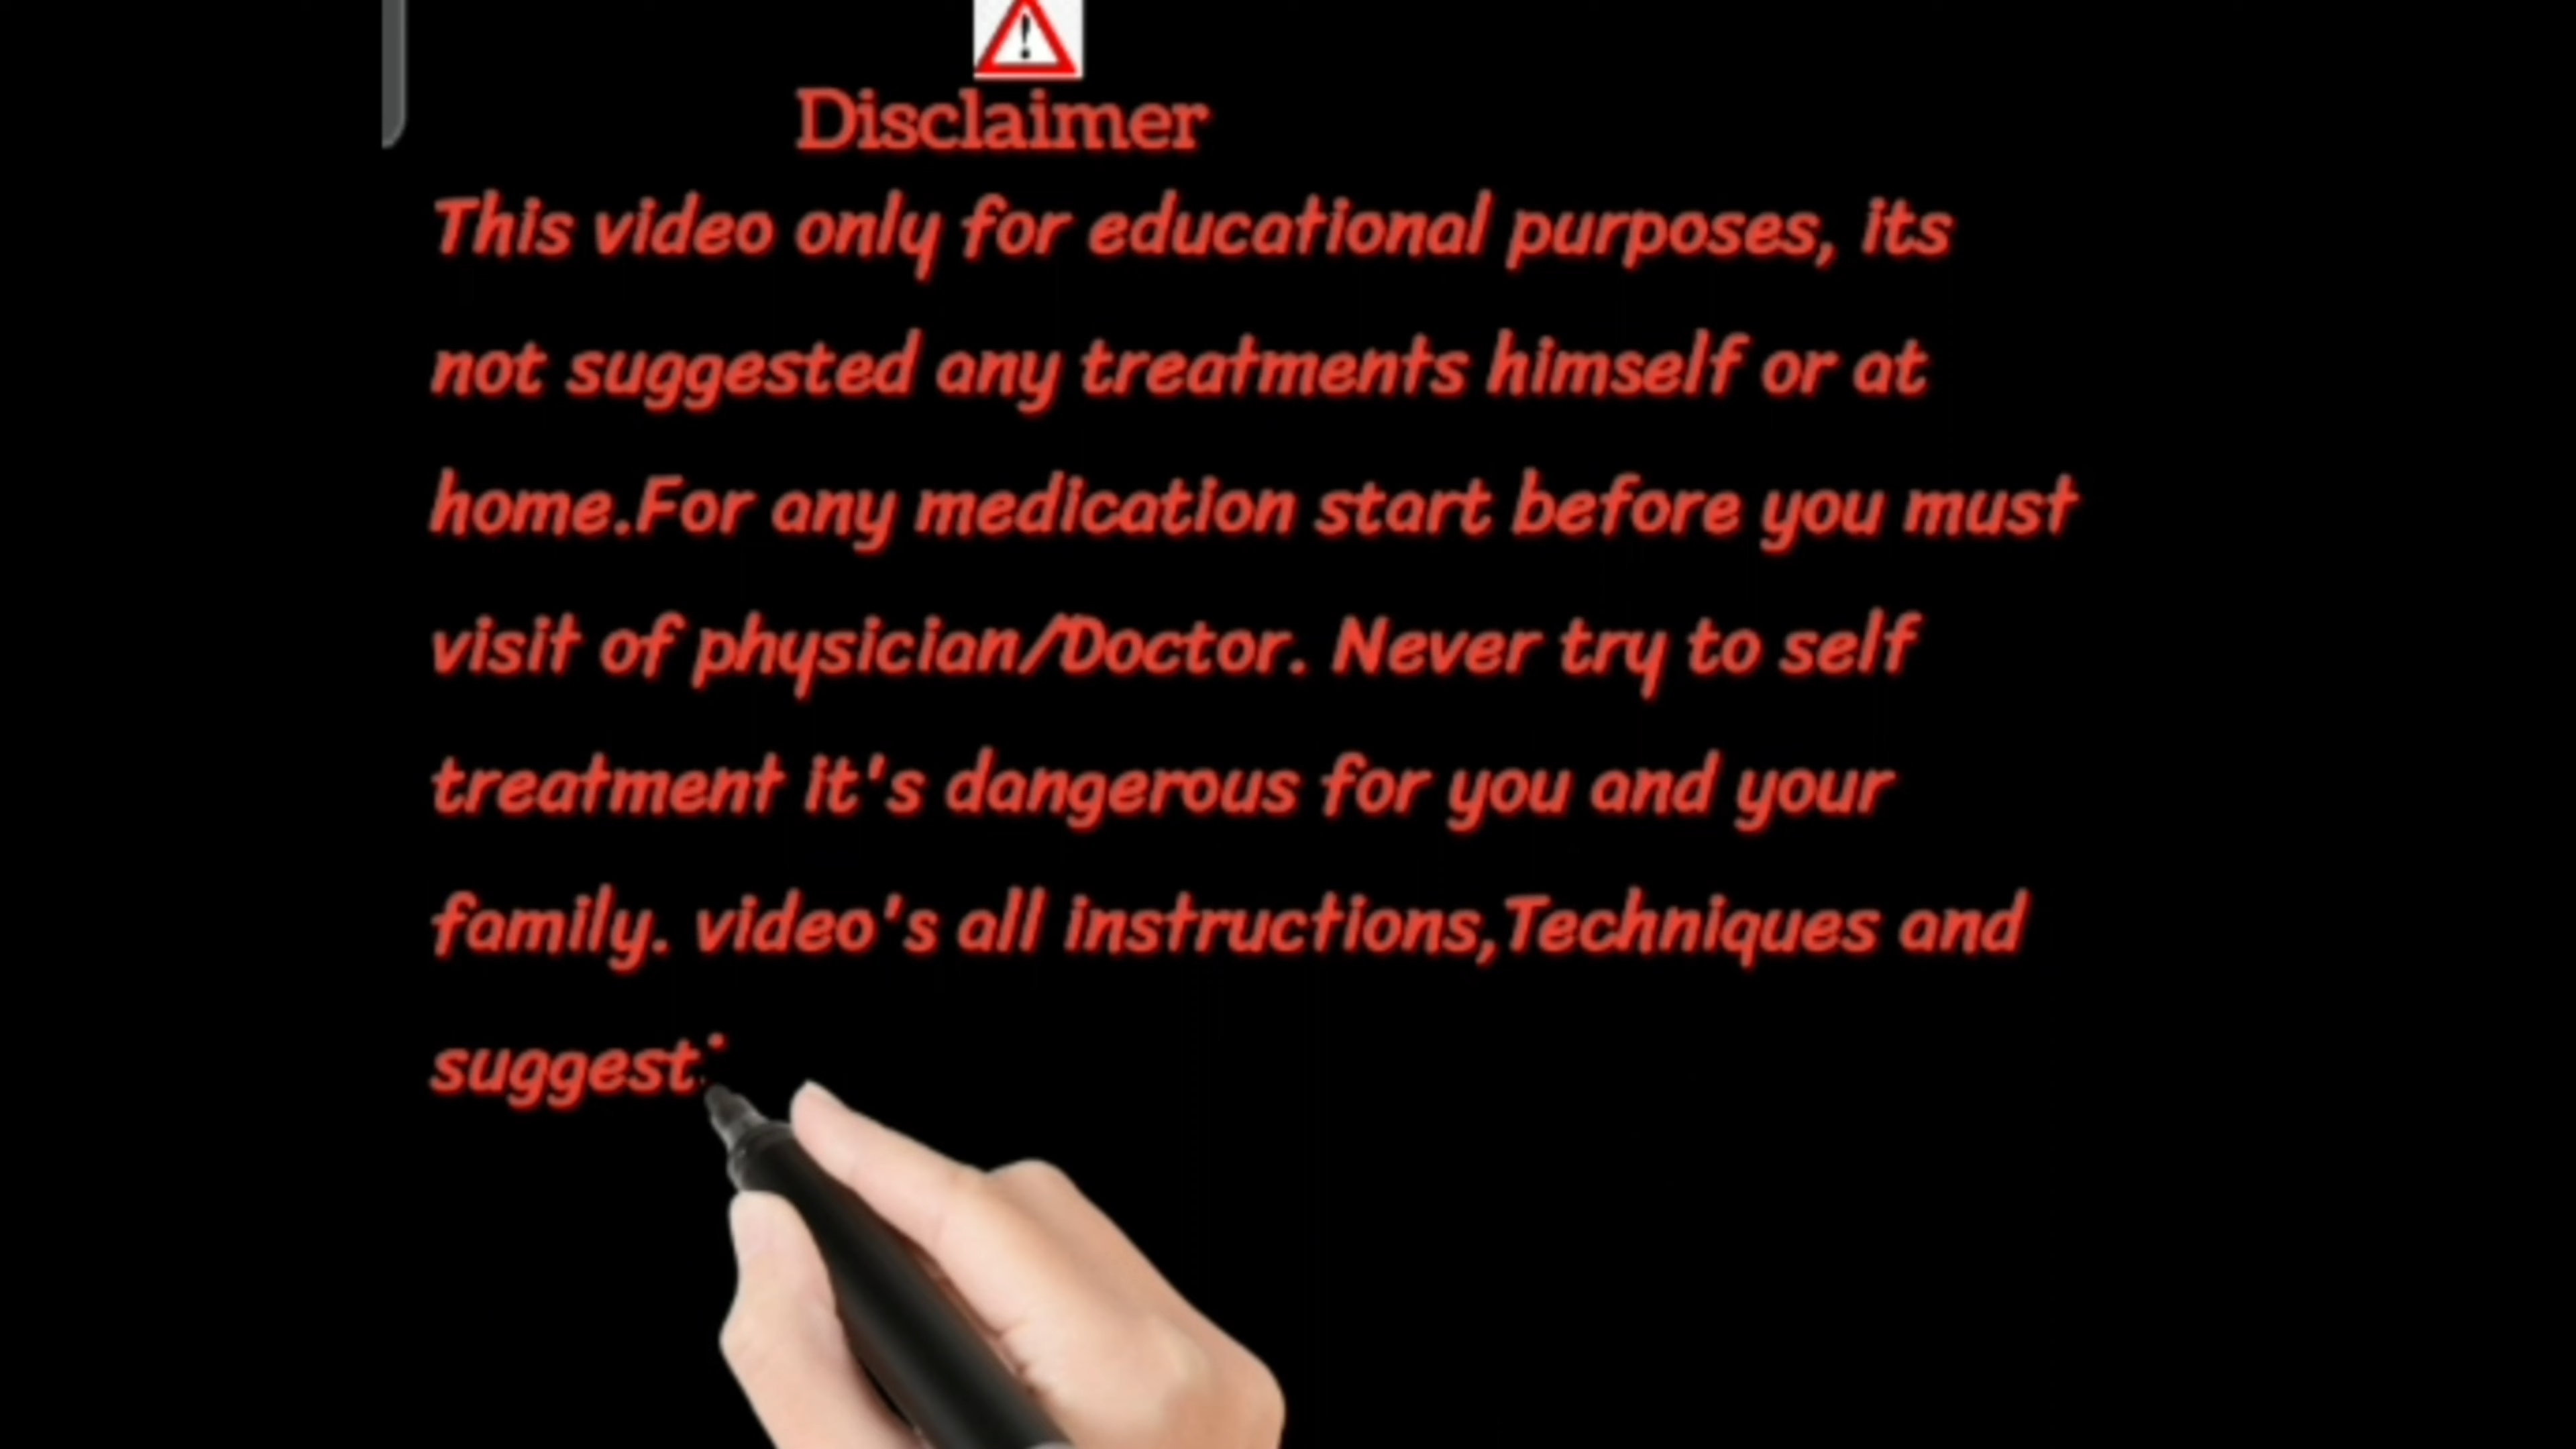 Disclaimer
This video only for educational purposes, its
not suggested any treatments himself or at
home.For any medication start before you must
visit of physician/Doctor. Never try to self
treatment it's dangerous for you and your
family. video's all instructions,Techniques and